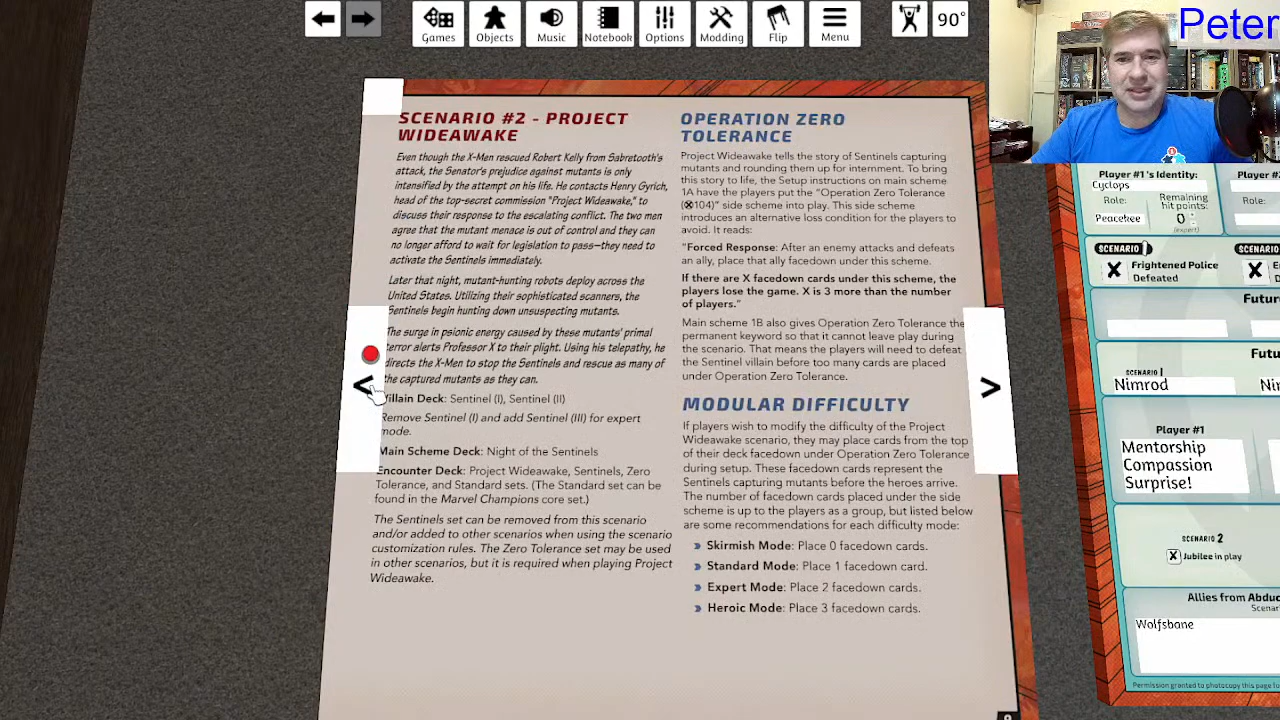 Games
Objects
Music
Notebook
Options
Modding
Flip
Menu
90°
Peter
SCENARIO #2 - PROJECT
WIDEAWAKE
Even though the X-Men rescued Robert Kelly from Sabretooth's
attack, the Senator's prejudice against mutants is only
intensified by the attempt on his life. He contacts Henry Gyrich,
head of the top-secret commission "Project Wideawake," to
discuss their response to the escalating conflict. The two men
agree that the mutant menace is out of control and they can
no longer afford to wait for legislation to pass—they need to
activate the Sentinels immediately.
Later that night, mutant-hunting robots deploy across the
United States. Utilizing their sophisticated scanners, the
Sentinels begin hunting down unsuspecting mutants.
The surge in psionic energy caused by these mutants' primal
terror alerts Professor X to their plight. Using his telepathy, he
directs the X-Men to stop the Sentinels and rescue as many of
the captured mutants as they can.
Villain Deck: Sentinel (I), Sentinel (II)
Remove Sentinel (I) and add Sentinel (III) for expert
mode.
Main Scheme Deck: Night of the Sentinels
Encounter Deck: Project Wideawake, Sentinels, Zero
Tolerance, and Standard sets. (The Standard set can be
found in the Marvel Champions core set.)
The Sentinels set can be removed from this scenario
and/or added to other scenarios when using the scenario
customization rules. The Zero Tolerance set may be used
in other scenarios, but it is required when playing Project
Wideawake.
OPERATION ZERO
TOLERANCE
Project Wideawake tells the story of Sentinels capturing
mutants and rounding them up for internment. To bring
this story to life, the Setup instructions on main scheme
1A have the players put the "Operation Zero Tolerance
(104)" side scheme into play. This side scheme
introduces an alternative loss condition for the players to
avoid. It reads:
"Forced Response: After an enemy attacks and defeats
an ally, place that ally facedown under this scheme.
If there are X facedown cards under this scheme, the
players lose the game. X is 3 more than the number
of players."
Main scheme 1B also gives Operation Zero Tolerance the
permanent keyword so that it cannot leave play during
the scenario. That means the players will need to defeat
the Sentinel villain before too many cards are placed
under Operation Zero Tolerance.
MODULAR DIFFICULTY
If players wish to modify the difficulty of the Project
Wideawake scenario, they may place cards from the top
of their deck facedown under Operation Zero Tolerance
during setup. These facedown cards represent the
Sentinels capturing mutants before the heroes arrive.
The number of facedown cards placed under the side
scheme is up to the players as a group, but listed below
are some recommendations for each difficulty mode:
» Skirmish Mode: Place 0 facedown cards.
» Standard Mode: Place 1 facedown card.
» Expert Mode: Place 2 facedown cards.
» Heroic Mode: Place 3 facedown cards.
<
>
Player #1's Identity:
Cyclops
Role:
Peacekee
Remaining
hit points:
0
(expert)
Role:
SCENARIO 1
X Frightened Police
Defeated
SCENARIO
X
Futur
Futu
SCENARIO 1
Nimrod
Player #1
Mentorship
Compassion
Surprise!
SCENARIO 2
X Jubilee in play
Allies from Abduc
Scenar
Wolfsbane
Permission granted to photocopy this page fo